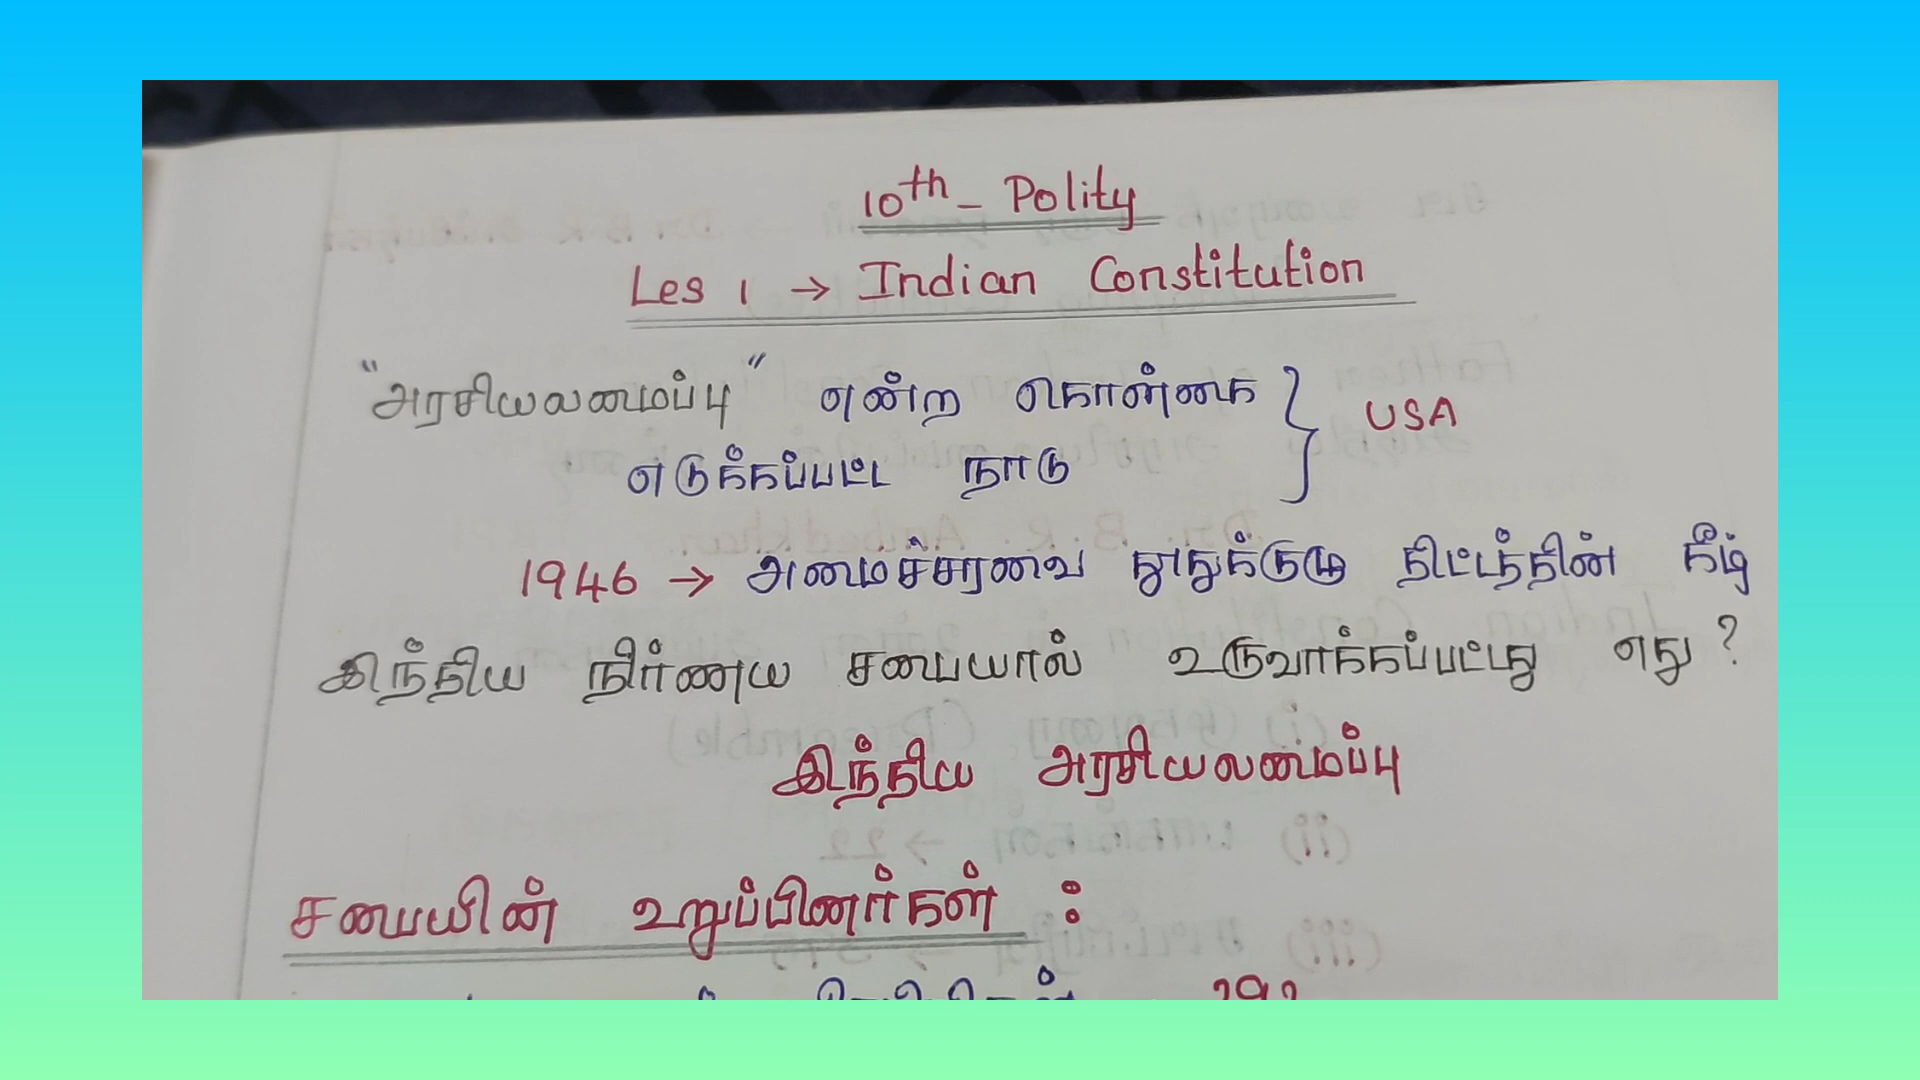 10th - Polity
Les 1 → Indian Constitution
"அரசியலமைப்பு" என்ற கொள்கை } USA
எடுக்கப்பட்ட நாடு
1946 → அமைச்சரவை தூதுக்குழு திட்டத்தின் கீழ்
இந்திய நிர்ணய சபையால் உருவாக்கப்பட்டது எது?
இந்திய அரசியலமைப்பு
சபையின் உறுப்பினர்கள் :